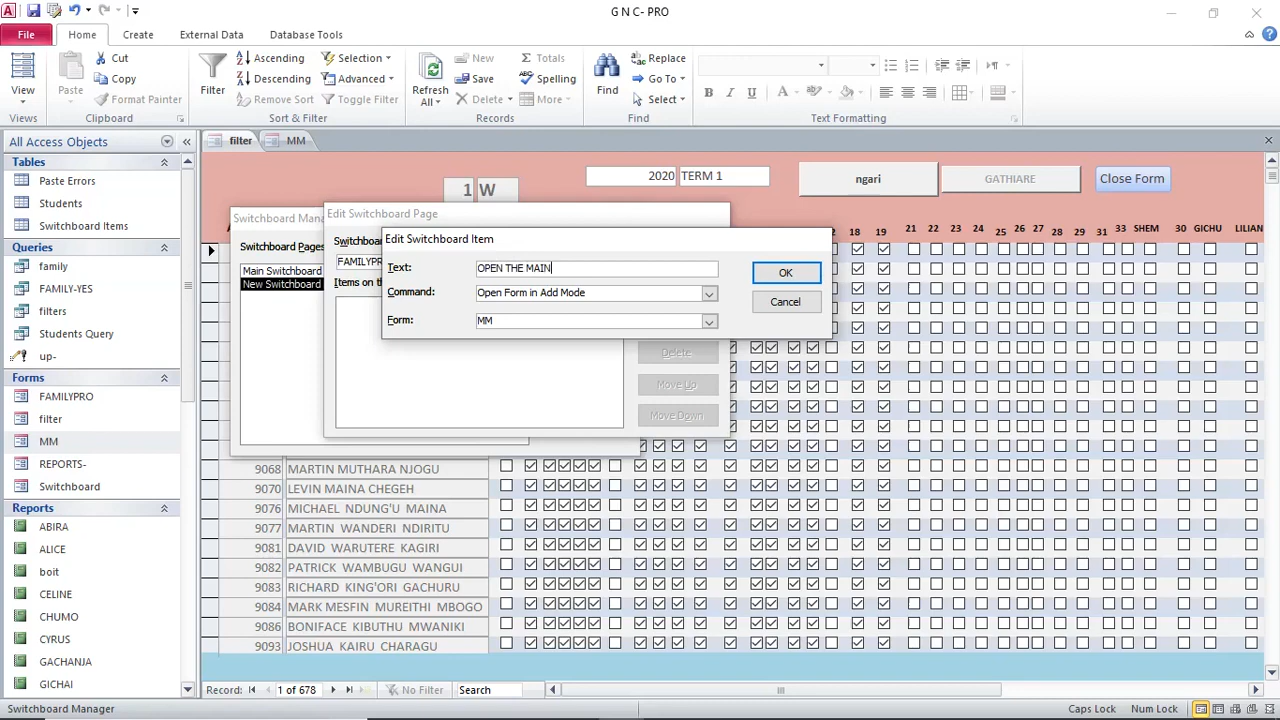 G N C- PRO
File Home Create External Data Database Tools
View
Views
Paste
Cut
Copy
Format Painter
Clipboard
Filter
Ascending
Descending
Remove Sort
Selection
Advanced
Toggle Filter
Sort & Filter
Refresh
All
New
Save
Delete
Totals
Spelling
More
Records
Find
Replace
Go To
Select
Find
B I U A
Text Formatting
All Access Objects
Tables
Paste Errors
Students
Switchboard Items
Queries
family
FAMILY-YES
filters
Students Query
up-
Forms
FAMILYPRO
filter
MM
REPORTS-
Switchboard
Reports
ABIRA
ALICE
boit
CELINE
CHUMO
CYRUS
GACHANJA
GICHAI
filter MM
1 W 2020 TERM 1 ngari GATHIARE Close Form
18 19 21 22 23 24 25 26 27 28 29 31 33 SHEM 30 GICHU LILIAN
Switchboard Mana
Switchboard Pages
Main Switchboard
New Switchboard
Edit Switchboard Page
Switchboa
FAMILYPR
Items on th
Delete
Move Up
Move Down
Edit Switchboard Item
Text: OPEN THE MAIN OK
Command: Open Form in Add Mode Cancel
Form: MM
9068 MARTIN MUTHARA NJOGU
9070 LEVIN MAINA CHEGEH
9076 MICHAEL NDUNG'U MAINA
9077 MARTIN WANDERI NDIRITU
9081 DAVID WARUTERE KAGIRI
9082 PATRICK WAMBUGU WANGUI
9083 RICHARD KING'ORI GACHURU
9084 MARK MESFIN MUREITHI MBOGO
9086 BONIFACE KIBUTHU MWANIKI
9093 JOSHUA KAIRU CHARAGU
Record: 1 of 678 No Filter Search
Switchboard Manager Caps Lock Num Lock